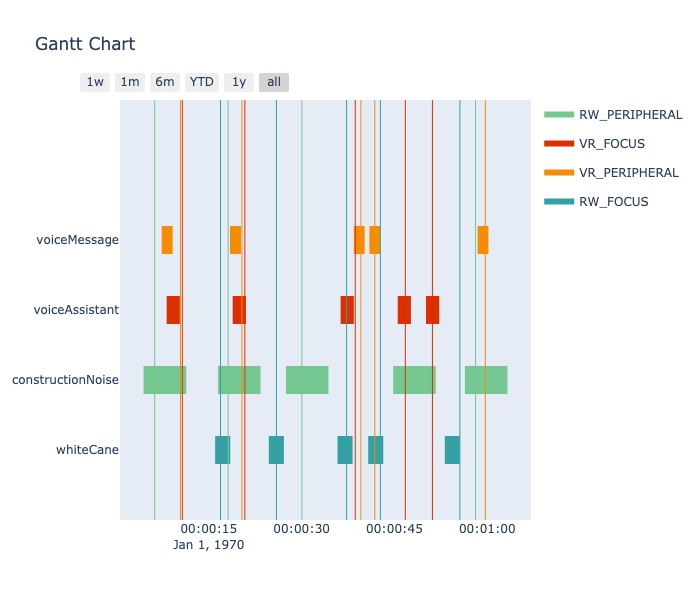 Gantt Chart
1w 1m 6m YTD 1y all
RW_PERIPHERAL
VR_FOCUS
VR_PERIPHERAL
RW_FOCUS
voiceMessage
voiceAssistant
constructionNoise
whiteCane
00:00:15 00:00:30 00:00:45 00:01:00
Jan 1, 1970